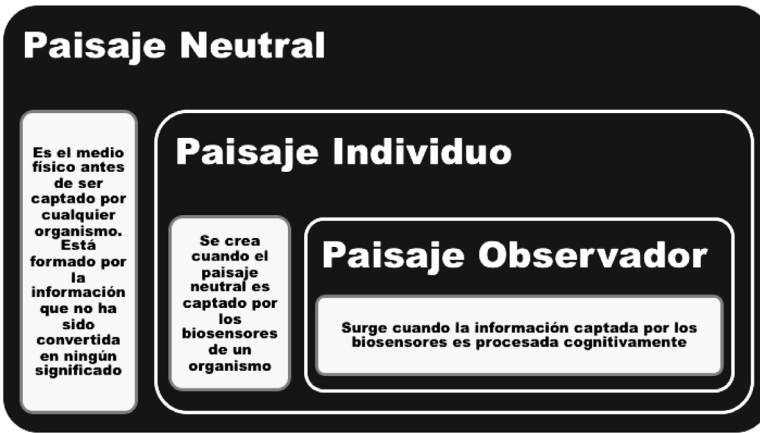 Paisaje Neutral
Es el medio
físico antes
de ser
captado por
cualquier
organismo.
Está
formado por
la
información
que no ha
sido
convertida
en ningún
significado
Paisaje Individuo
Se crea
cuando el
paisaje
neutral es
captado por
los
biosensores
de un
organismo
Paisaje Observador
Surge cuando la información captada por los
biosensores es procesada cognitivamente